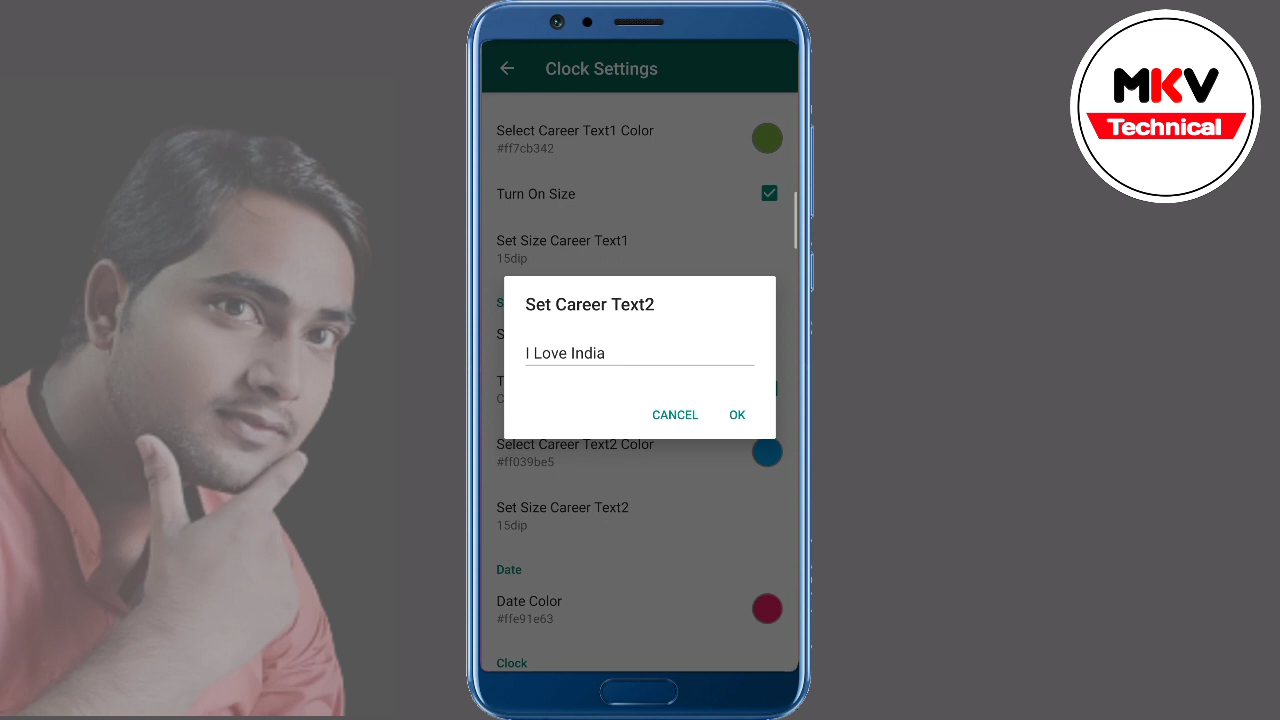 MKV
Technical
Clock Settings
Select Career Text1 Color
#ff7cb342
Turn On Size
Set Size Career Text1
15dip
Set Career Text2
I Love India
CANCEL OK
Select Career Text2 Color
#ff039be5
Set Size Career Text2
15dip
Date
Date Color
#ffe91e63
Clock